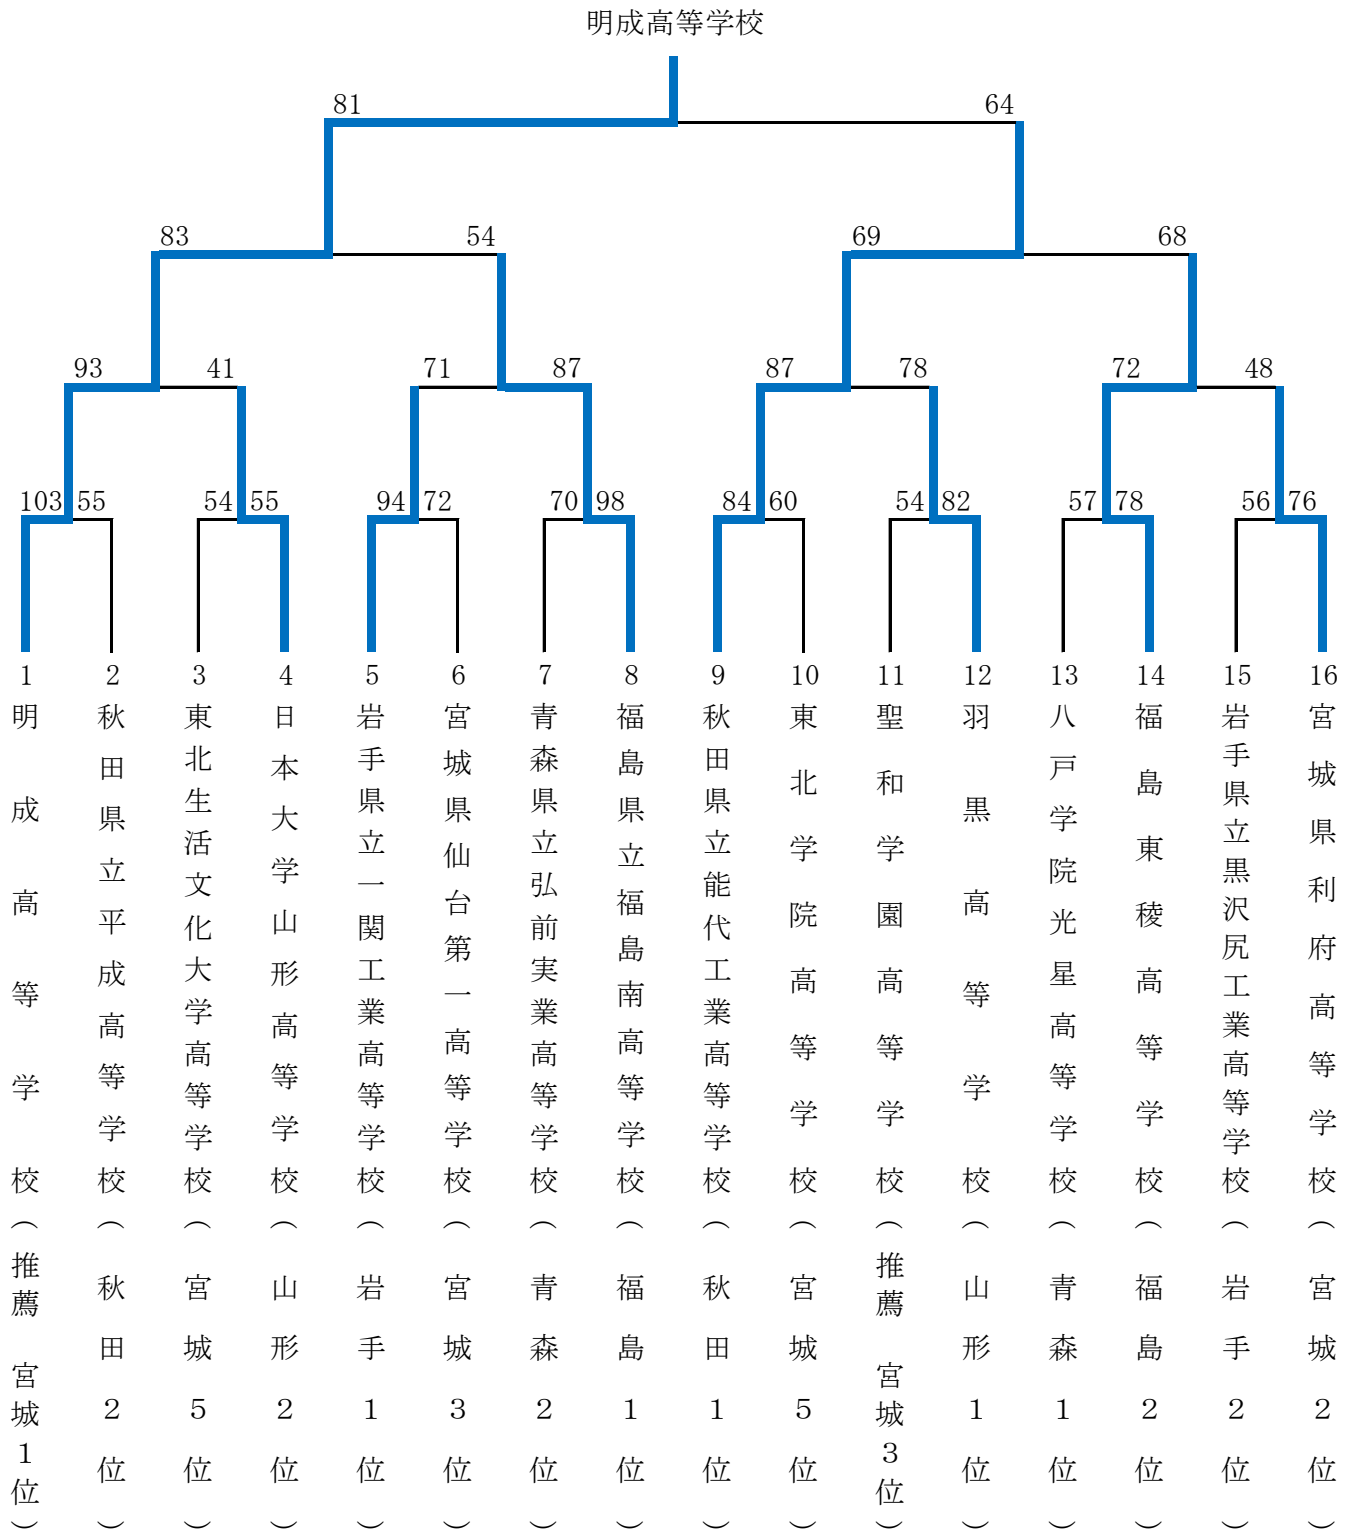 明成高等学校
81 64
83 54 69 68
93 41 71 87 87 78 72 48
103 55 54 55 94 72 70 98 84 60 54 82 57 78 56 76
1 2 3 4 5 6 7 8 9 10 11 12 13 14 15 16
明成高等学校（推薦 宮城1位）
秋田県立平成高等学校（秋田2位）
東北生活文化大学高等学校（宮城5位）
日本大学山形高等学校（山形2位）
岩手県立一関工業高等学校（岩手1位）
宮城県仙台第一高等学校（宮城3位）
青森県立弘前実業高等学校（青森2位）
福島県立福島南高等学校（福島1位）
秋田県立能代工業高等学校（秋田1位）
東北学院高等学校（宮城5位）
聖和学園高等学校（推薦 宮城3位）
羽黒高等学校（山形1位）
八戸学院光星高等学校（青森1位）
福島東稜高等学校（福島2位）
岩手県立黒沢尻工業高等学校（岩手2位）
宮城県利府高等学校（宮城2位）